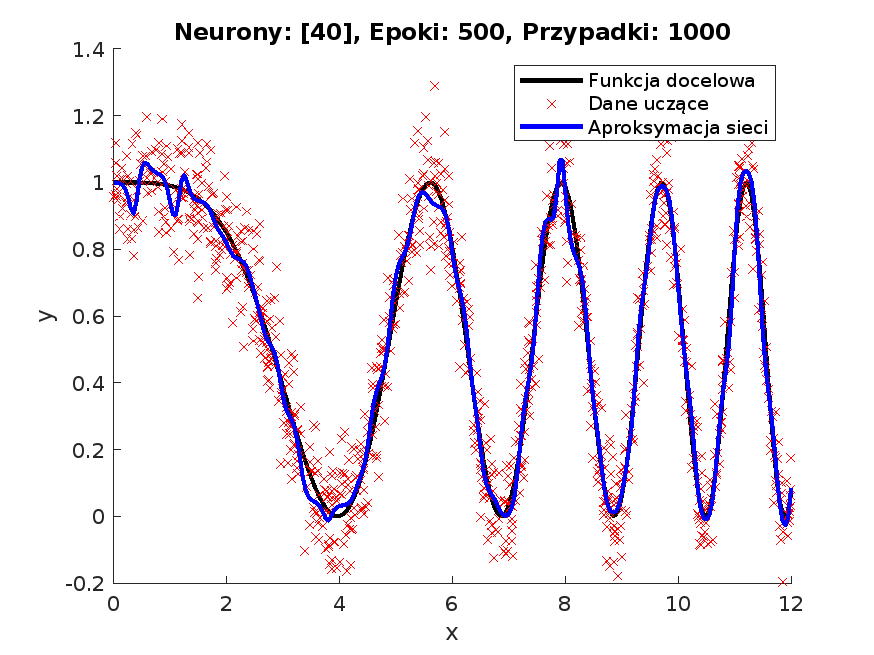 Neurony: [40], Epoki: 500, Przypadki: 1000
1.4
1.2
1
0.8
0.6
0.4
0.2
0
-0.2
y
Funkcja docelowa
Dane uczące
Aproksymacja sieci
0 2 4 6 8 10 12
x